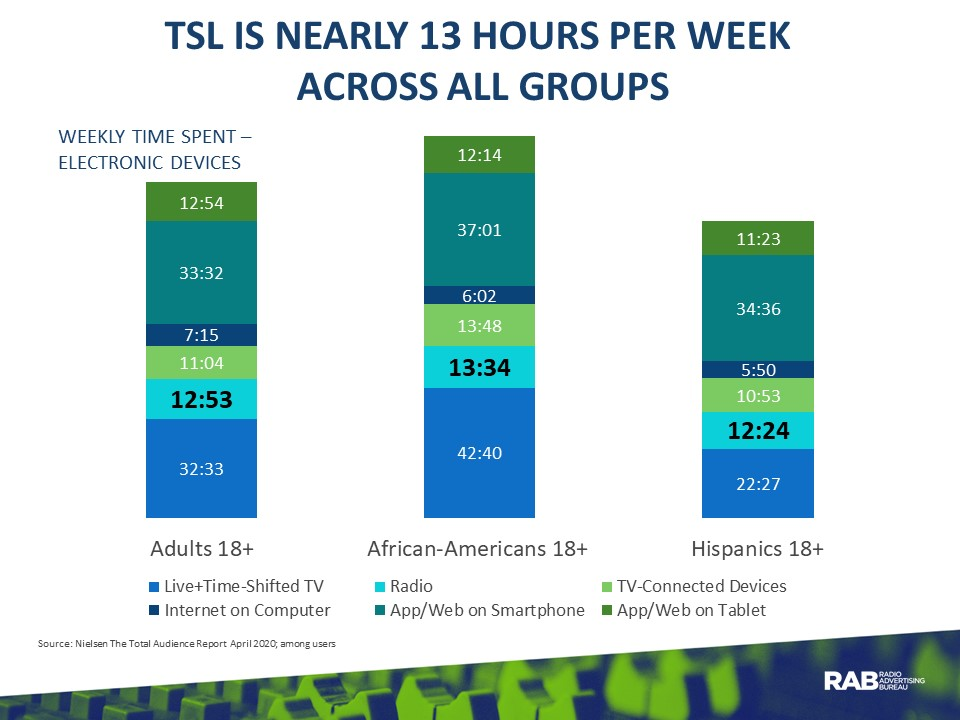 TSL IS NEARLY 13 HOURS PER WEEK
ACROSS ALL GROUPS
WEEKLY TIME SPENT –
ELECTRONIC DEVICES
12:54
33:32
7:15
11:04
12:53
32:33
12:14
37:01
6:02
13:48
13:34
42:40
11:23
34:36
5:50
10:53
12:24
22:27
Adults 18+
African-Americans 18+
Hispanics 18+
Live+Time-Shifted TV
Radio
TV-Connected Devices
Internet on Computer
App/Web on Smartphone
App/Web on Tablet
Source: Nielsen The Total Audience Report April 2020; among users
RAB
RADIO
ADVERTISING
BUREAU